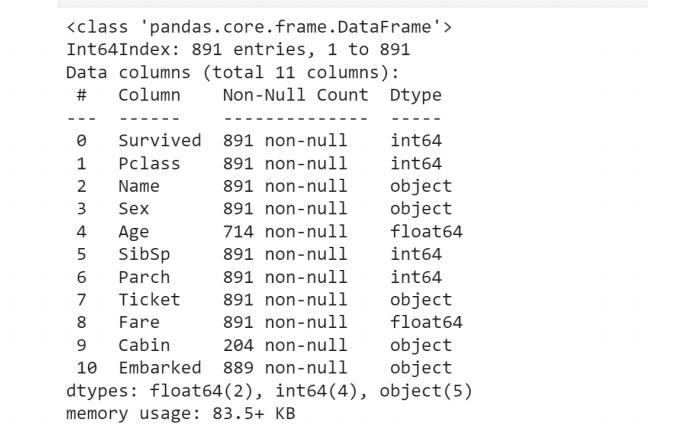 <class 'pandas.core.frame.DataFrame'>
Int64Index: 891 entries, 1 to 891
Data columns (total 11 columns):
 #   Column    Non-Null Count  Dtype
---  ------    --------------  -----
 0   Survived  891 non-null    int64
 1   Pclass    891 non-null    int64
 2   Name      891 non-null    object
 3   Sex       891 non-null    object
 4   Age       714 non-null    float64
 5   SibSp     891 non-null    int64
 6   Parch     891 non-null    int64
 7   Ticket    891 non-null    object
 8   Fare      891 non-null    float64
 9   Cabin     204 non-null    object
 10  Embarked  889 non-null    object
dtypes: float64(2), int64(4), object(5)
memory usage: 83.5+ KB